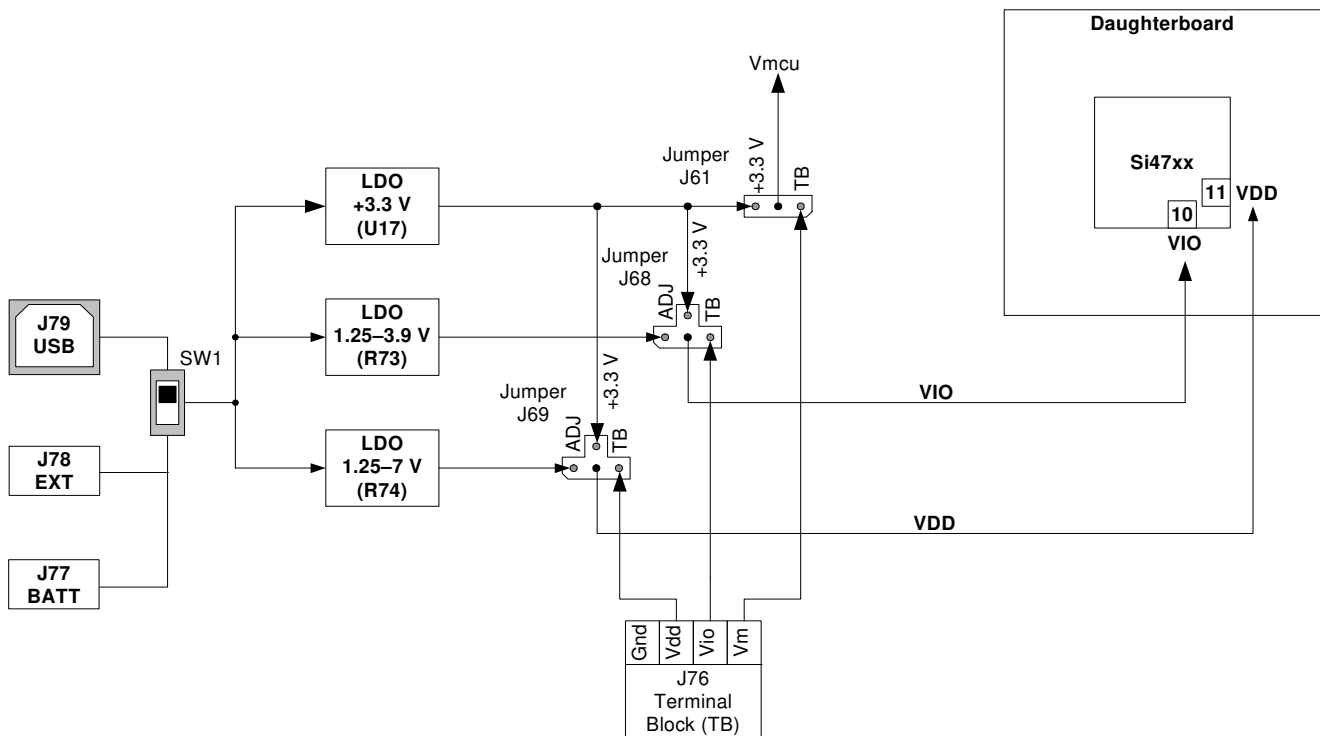 Daughterboard
Vmcu
Jumper
J61
+3.3 V
TB
LDO
+3.3 V
(U17)
Si47xx
11
VDD
10
VIO
Jumper
J68
ADJ
+3.3 V
TB
J79
USB
SW1
LDO
1.25–3.9 V
(R73)
Jumper
J69
ADJ
+3.3 V
TB
VIO
J78
EXT
LDO
1.25–7 V
(R74)
VDD
J77
BATT
Gnd
Vdd
Vio
Vm
J76
Terminal
Block (TB)